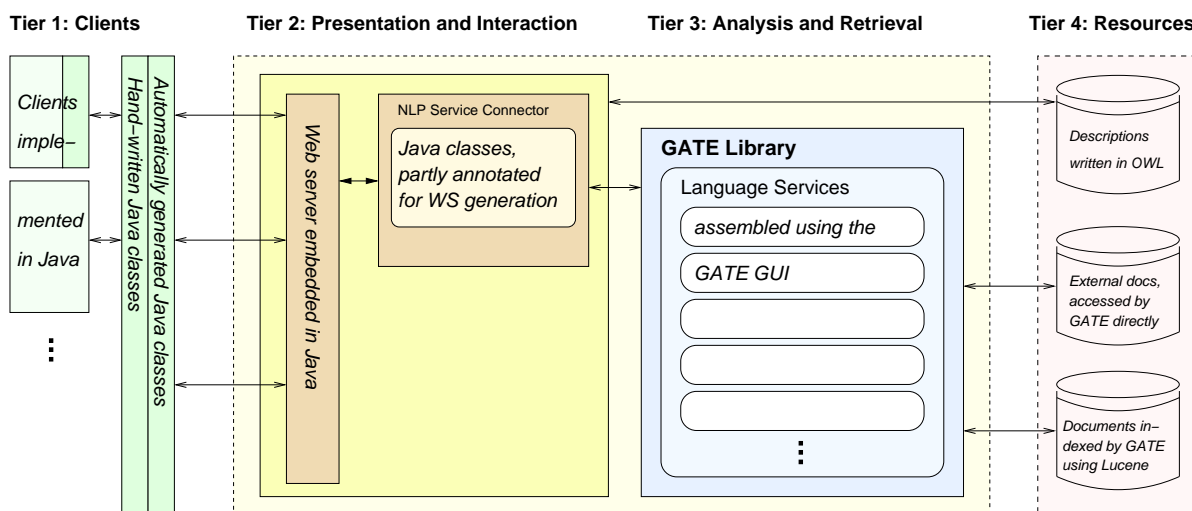 Tier 1: Clients
Tier 2: Presentation and Interaction
Tier 3: Analysis and Retrieval
Tier 4: Resources
Clients
imple−
mented
in Java
...
Hand−written Java classes
Automatically generated Java classes
Web server embedded in Java
NLP Service Connector
Java classes,
partly annotated
for WS generation
GATE Library
Language Services
assembled using the
GATE GUI
...
Descriptions
written in OWL
External docs,
accessed by
GATE directly
Documents in−
dexed by GATE
using Lucene